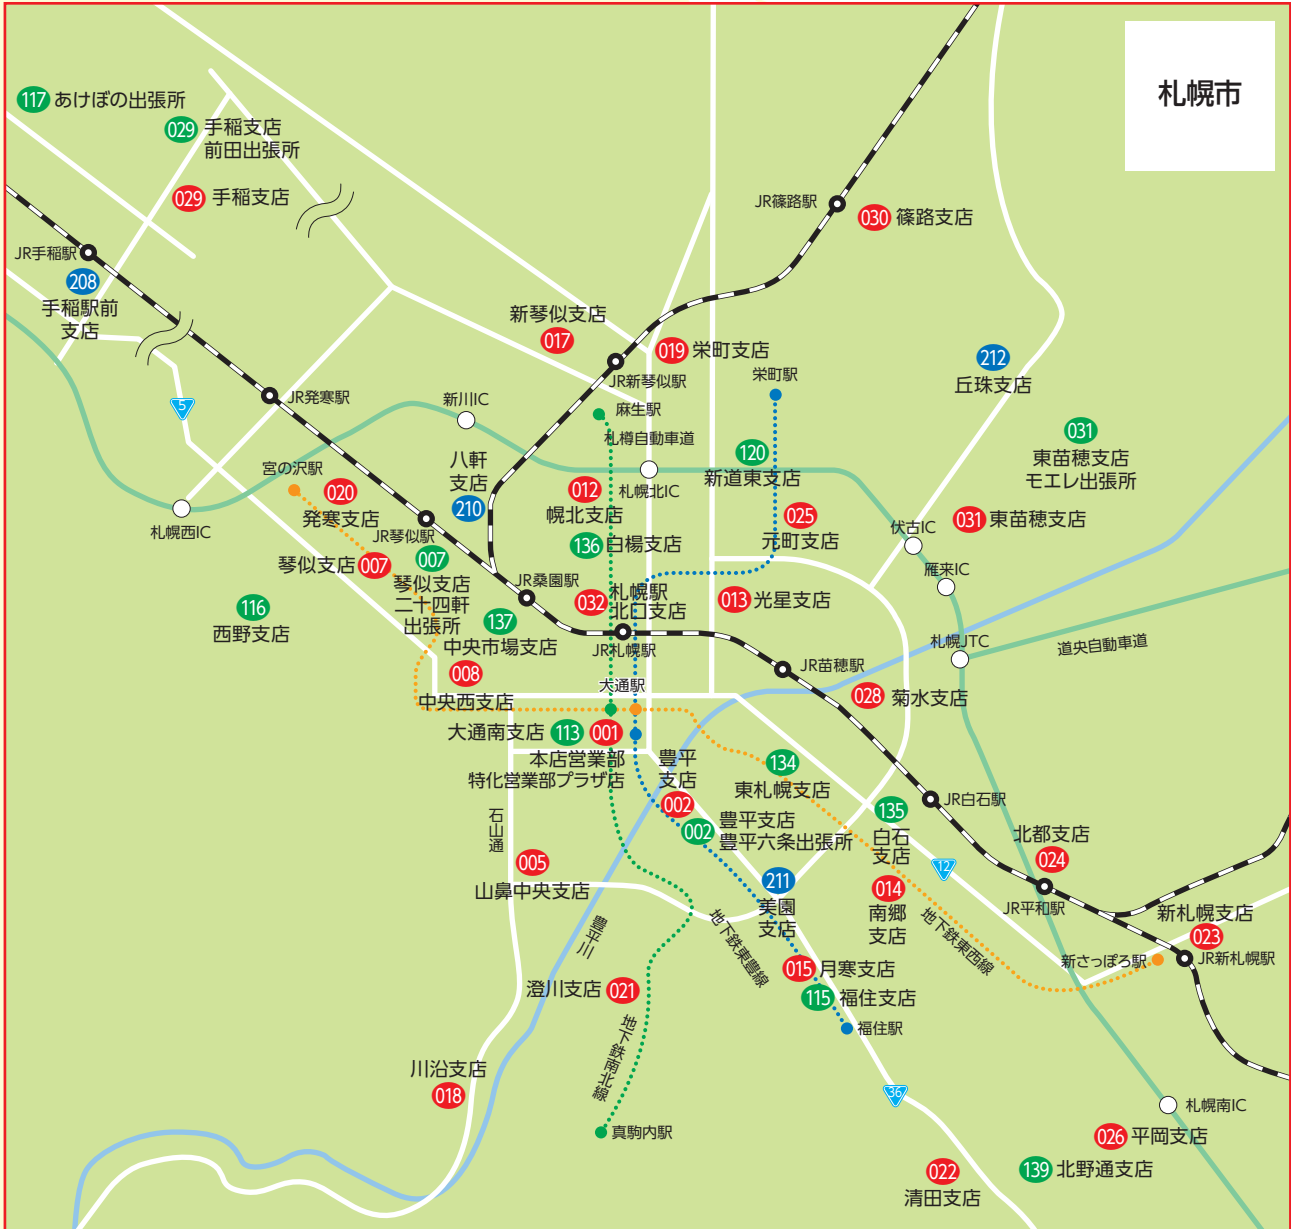 札幌市
117 あけぼの出張所
029 手稲支店
前田出張所
029 手稲支店
JR手稲駅
208
手稲駅前
支店
JR篠路駅
030 篠路支店
新琴似支店
017
019 栄町支店
JR新琴似駅
栄町駅
212
丘珠支店
5
JR発寒駅
新川IC
麻生駅
札樽自動車道
031
東苗穂支店
モエレ出張所
宮の沢駅
020
発寒支店
八軒
支店
210
012
幌北支店
札幌北IC
120
新道東支店
025
元町支店
031 東苗穂支店
伏古IC
雁来IC
札幌西IC
JR琴似駅
琴似支店 007
007
琴似支店
二十四軒
出張所
136 白楊支店
JR桑園駅
032 札幌駅
北口支店
013 光星支店
116
西野支店
137
中央市場支店
JR札幌駅
札幌JTC
道央自動車道
JR苗穂駅
008
中央西支店
大通駅
028 菊水支店
大通南支店 113 001
本店営業部
特化営業部プラザ店
豊平
支店
002
134
東札幌支店
002 豊平支店
豊平六条出張所
135
白石
支店
JR白石駅
石山通
005
山鼻中央支店
211
美園
支店
014
南郷
支店
12
北都支店
024
JR平和駅
新札幌支店
023
JR新札幌駅
新さっぽろ駅
豊平川
地下鉄東豊線
地下鉄東西線
015 月寒支店
115 福住支店
福住駅
澄川支店 021
地下鉄南北線
川沿支店
018
36
真駒内駅
札幌南IC
026 平岡支店
022
清田支店
139 北野通支店